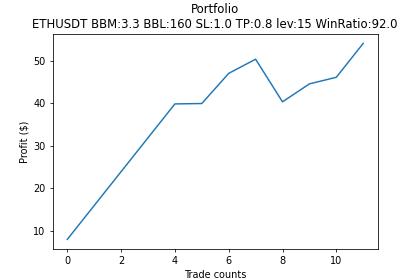 Portfolio
ETHUSDT BBM:3.3 BBL:160 SL:1.0 TP:0.8 lev:15 WinRatio:92.0
50
40
30
20
10
Profit ($)
0 2 4 6 8 10
Trade counts